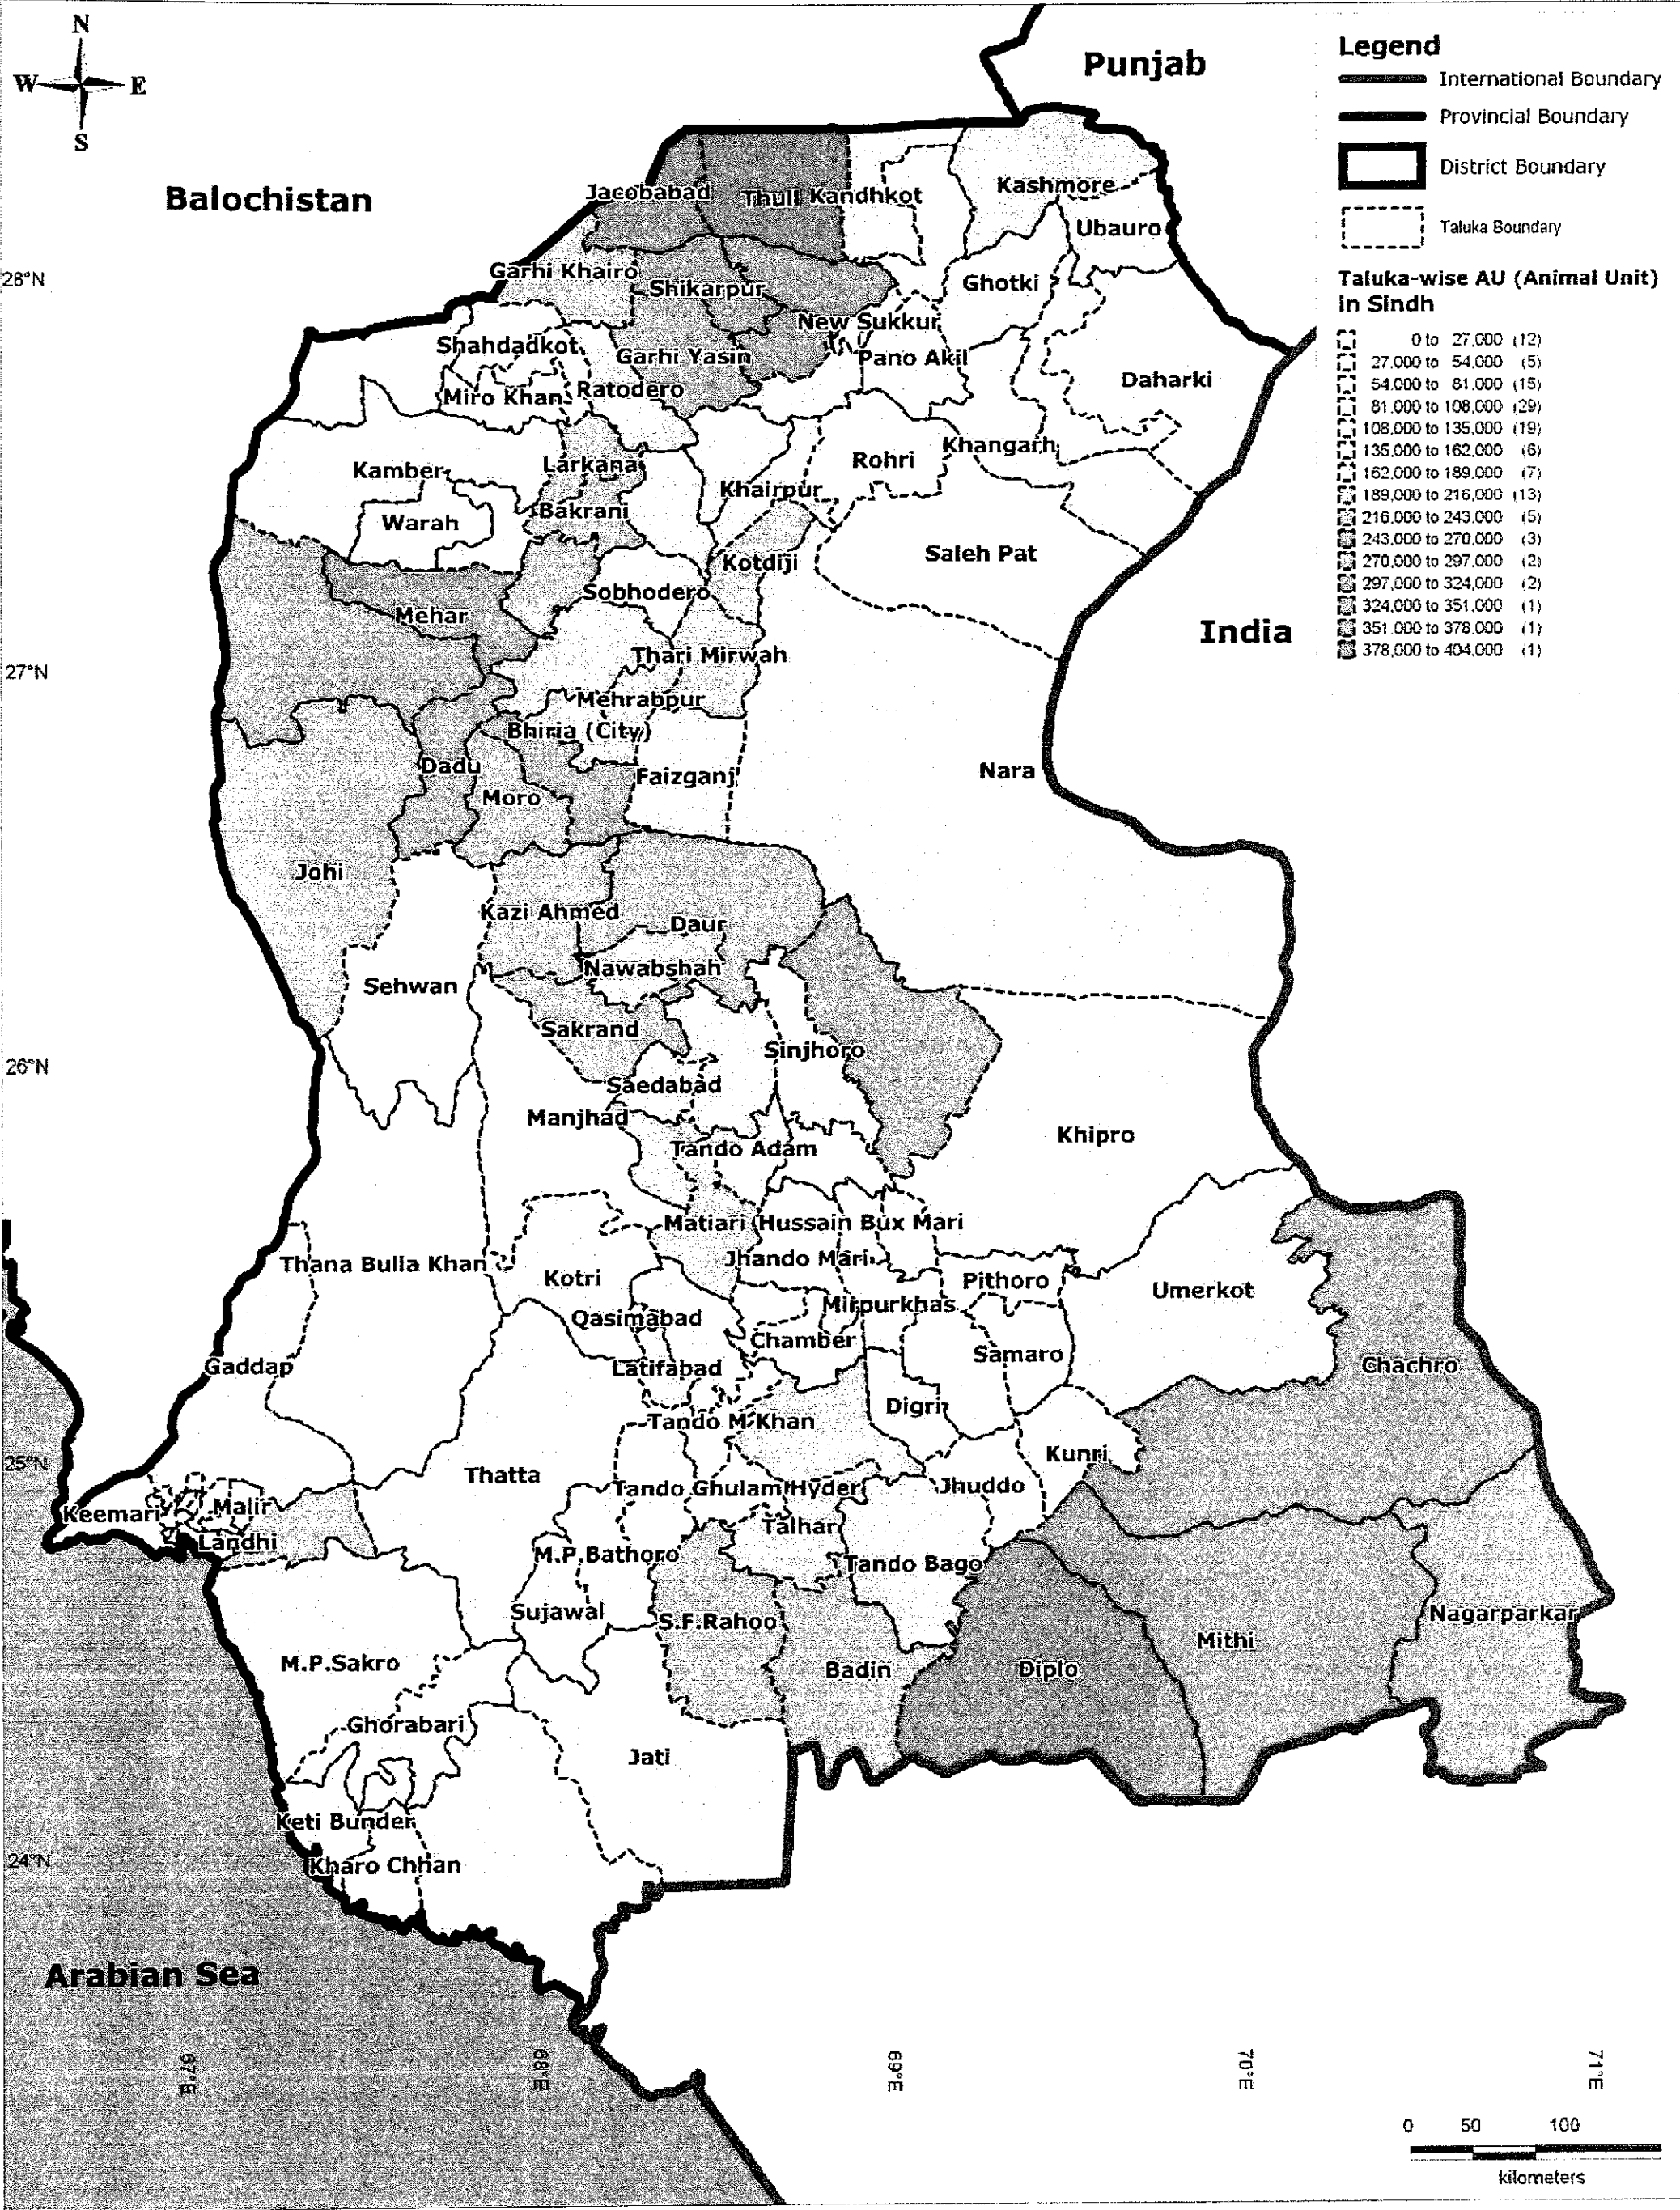 N
W E
S
Punjab
Balochistan
Legend
International Boundary
Provincial Boundary
District Boundary
Taluka Boundary
Taluka-wise AU (Animal Unit)
in Sindh
0 to 27,000 (12)
27,000 to 54,000 (5)
54,000 to 81,000 (15)
81,000 to 108,000 (29)
108,000 to 135,000 (19)
135,000 to 162,000 (6)
162,000 to 189,000 (7)
189,000 to 216,000 (13)
216,000 to 243,000 (5)
243,000 to 270,000 (3)
270,000 to 297,000 (2)
297,000 to 324,000 (2)
324,000 to 351,000 (1)
351,000 to 378,000 (1)
378,000 to 404,000 (1)
Jacobabad
Thull
Kandhkot
Kashmore
Ubauro
28°N
Garhi Khairo
Shikarpur
Ghotki
New Sukkur
Shahdadkot
Garhi Yasin
Pano Akil
Daharki
Miro Khan
Ratodero
Khangarh
Rohri
Kamber
Larkana
Khairpur
Bakrani
Warah
Saleh Pat
Kotdiji
Sobhodero
Mehar
India
27°N
Thari Mirwah
Mehrabpur
Bhiria (City)
Dadu
Faizganj
Nara
Moro
Johi
Kazi Ahmed
Daur
Nawabshah
Sehwan
Sakrand
Sinjhoro
26°N
Saedabad
Manjhad
Khipro
Tando Adam
Matiari
Hussain Bux Mari
Jhando Mari
Thana Bulla Khan
Kotri
Pithoro
Umerkot
Mirpurkhas
Qasimabad
Chamber
Samaro
Gaddap
Latifabad
Chachro
Digri
Tando M.Khan
Kunri
25°N
Thatta
Tando Ghulam Hyder
Jhuddo
Keemari
Malir
Talhar
Landhi
M.P.Bathoro
Tando Bago
Sujawal
S.F.Rahoo
Nagarparkar
Mithi
M.P.Sakro
Badin
Diplo
Ghorabari
Jati
Keti Bunder
24°N
Kharo Chhan
Arabian Sea
67°E
68°E
69°E
70°E
71°E
0 50 100
kilometers